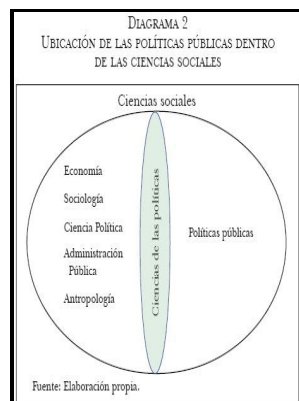 DIAGRAMA 2
UBICACIÓN DE LAS POLÍTICAS PÚBLICAS DENTRO
DE LAS CIENCIAS SOCIALES
Ciencias sociales
Economía
Sociología
Ciencia Política
Administración
Pública
Antropología
Ciencias de las políticas
Políticas públicas
Fuente: Elaboración propia.